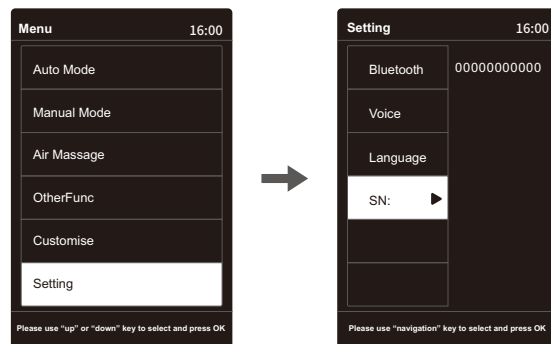 Menu 16:00
Auto Mode
Manual Mode
Air Massage
OtherFunc
Customise
Setting
Please use “up” or “down” key to select and press OK
Setting 16:00
Bluetooth 00000000000
Voice
Language
SN:
Please use “navigation” key to select and press OK